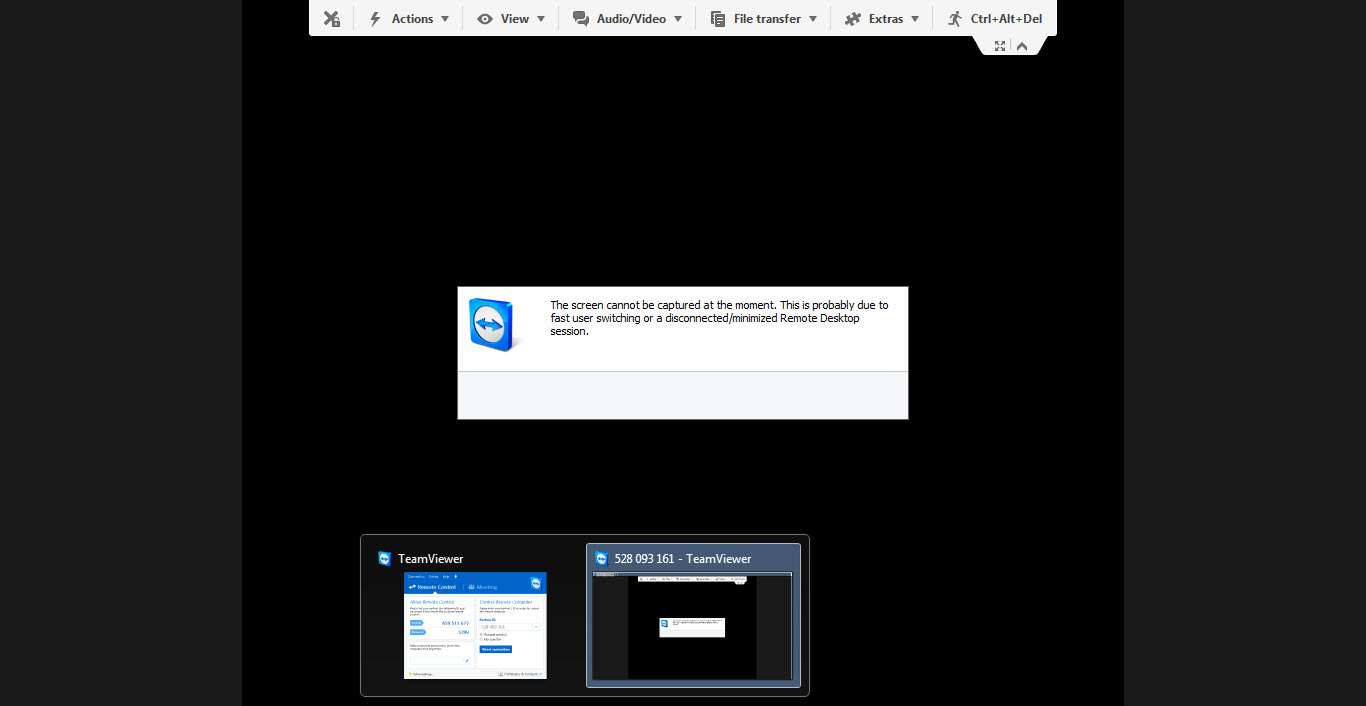 Actions
View
Audio/Video
File transfer
Extras
Ctrl+Alt+Del
The screen cannot be captured at the moment. This is probably due to
fast user switching or a disconnected/minimized Remote Desktop
session.
TeamViewer
528 093 161 - TeamViewer
Remote Control
Meeting
Allow Remote Control
Control Remote Computer